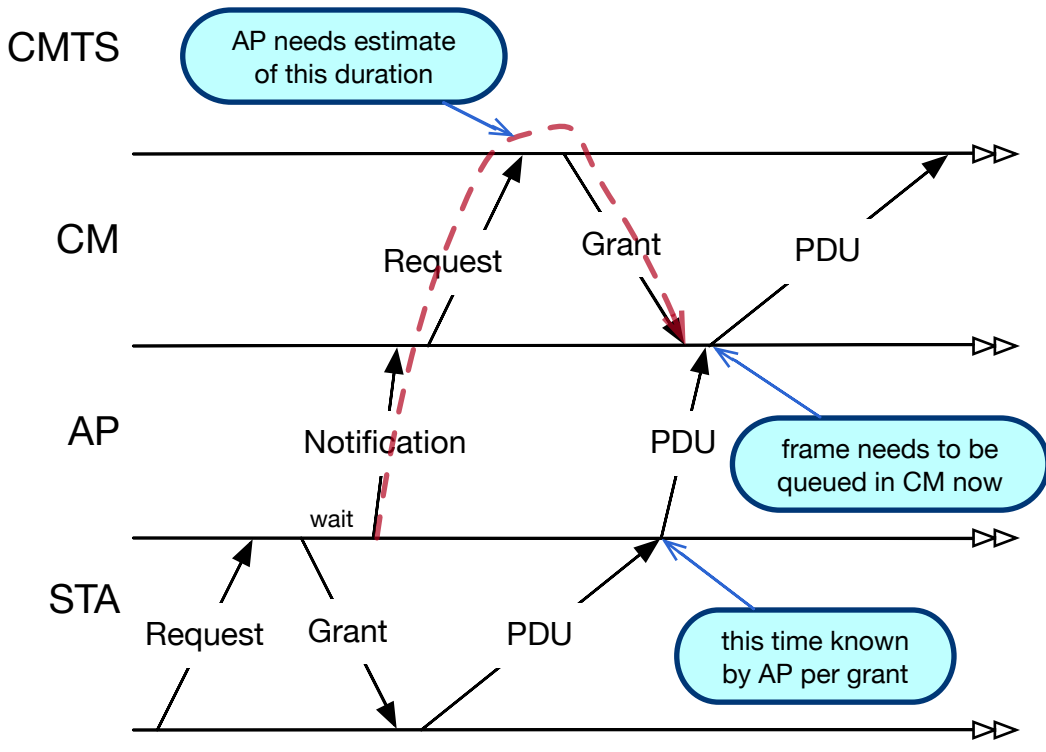 CMTS
AP needs estimate
of this duration
CM
Request
Grant
PDU
AP
Notification
PDU
frame needs to be
queued in CM now
wait
STA
Request
Grant
PDU
this time known
by AP per grant